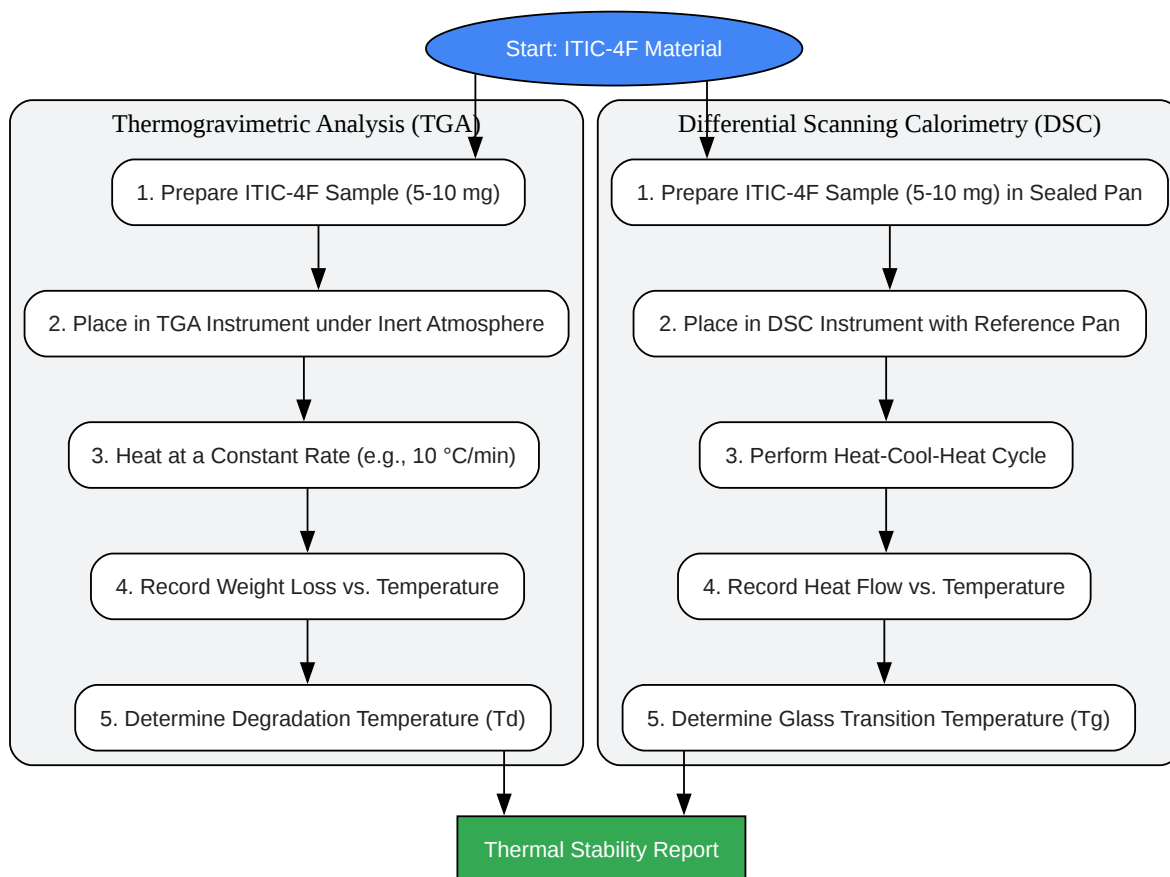 Start: ITIC-4F Material
Thermogravimetric Analysis (TGA)
1. Prepare ITIC-4F Sample (5-10 mg)
2. Place in TGA Instrument under Inert Atmosphere
3. Heat at a Constant Rate (e.g., 10 °C/min)
4. Record Weight Loss vs. Temperature
5. Determine Degradation Temperature (Td)
Differential Scanning Calorimetry (DSC)
1. Prepare ITIC-4F Sample (5-10 mg) in Sealed Pan
2. Place in DSC Instrument with Reference Pan
3. Perform Heat-Cool-Heat Cycle
4. Record Heat Flow vs. Temperature
5. Determine Glass Transition Temperature (Tg)
Thermal Stability Report